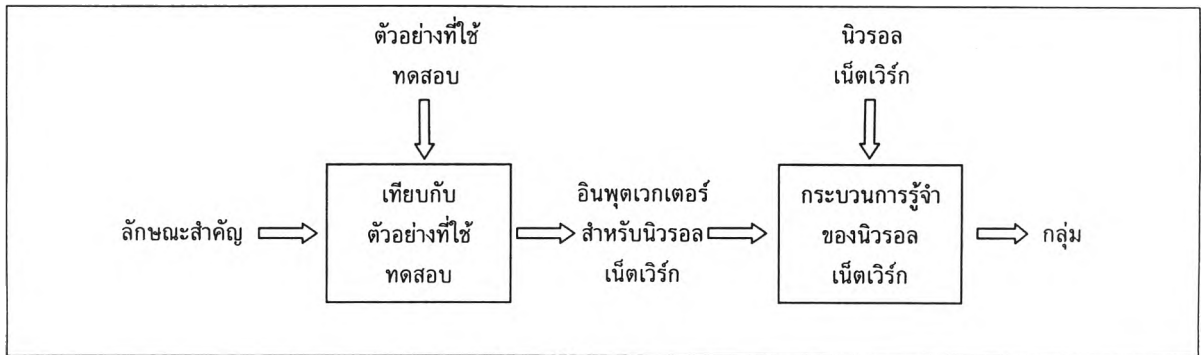 ตัวอย่างที่ใช้
ทดสอบ
นิวรอล
เน็ตเวิร์ก
ลักษณะสำคัญ
เทียบกับ
ตัวอย่างที่ใช้
ทดสอบ
อินพุตเวกเตอร์
สำหรับนิวรอล
เน็ตเวิร์ก
กระบวนการรู้จำ
ของนิวรอล
เน็ตเวิร์ก
กลุ่ม